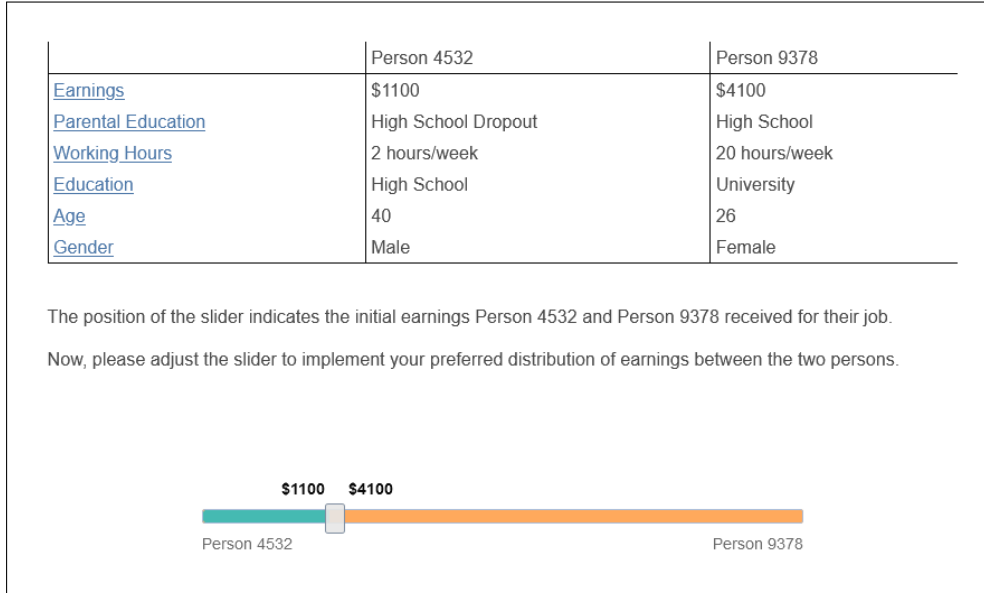 Person 4532 Person 9378
Earnings $1100 $4100
Parental Education High School Dropout High School
Working Hours 2 hours/week 20 hours/week
Education High School University
Age 40 26
Gender Male Female
The position of the slider indicates the initial earnings Person 4532 and Person 9378 received for their job.
Now, please adjust the slider to implement your preferred distribution of earnings between the two persons.
$1100 $4100
Person 4532 Person 9378